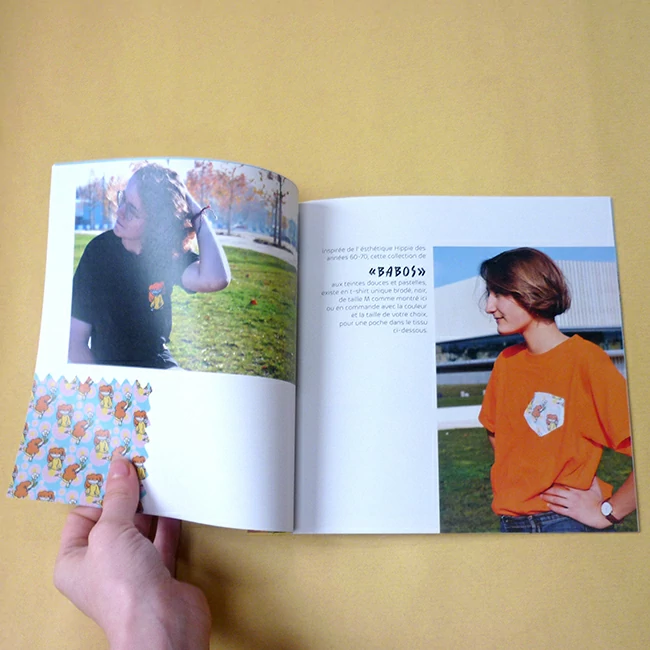 inspirée de l' ésthétique Hippie des
années 60-70, cette collection de
«BABOS»
aux teintes douces et pastelles,
existe en t-shirt unique brodé, noir,
de taille M comme montré ici
ou en commande avec la couleur
et la taille de votre choix,
pour une poche dans le tissu
ci-dessous.